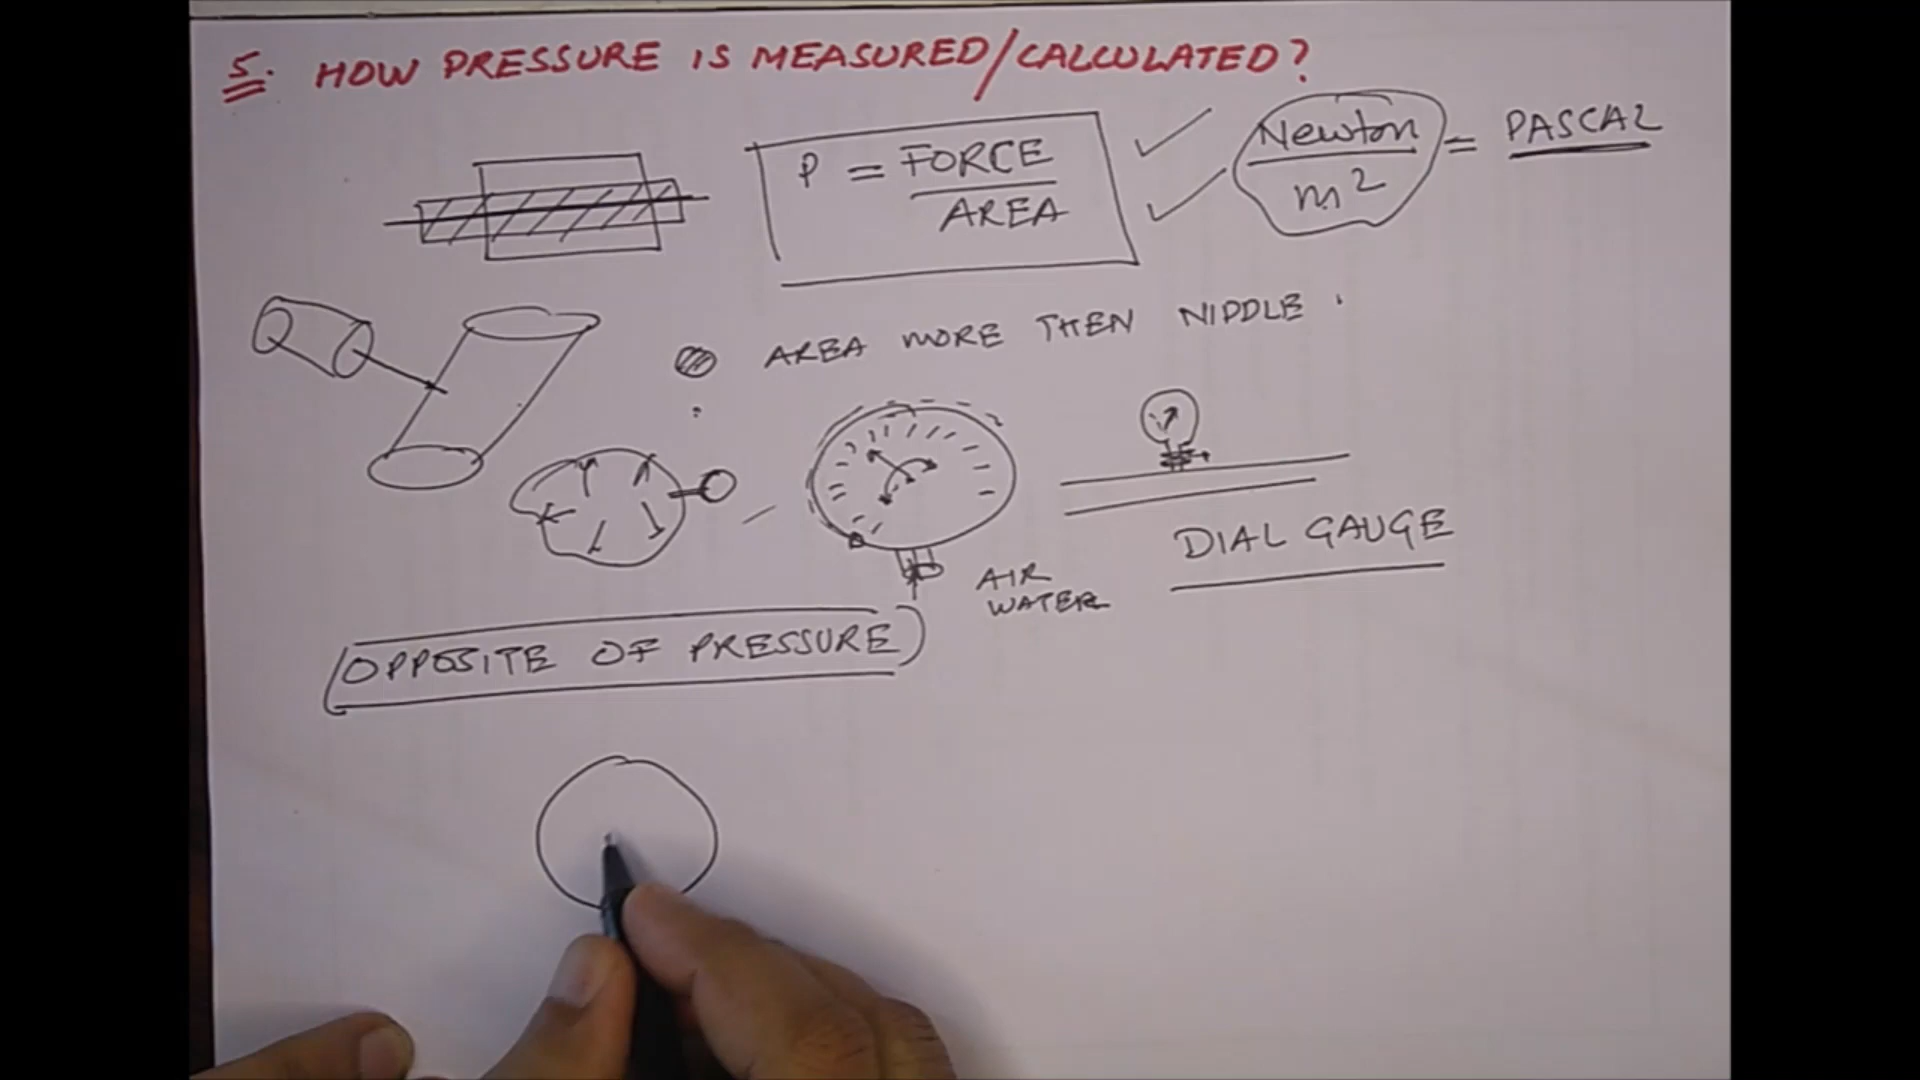 5. HOW PRESSURE IS MEASURED/CALCULATED?
P = FORCE
AREA
Newton
m²
= PASCAL
AREA MORE THEN NIDDLE .
DIAL GAUGE
AIR
WATER
OPPOSITE OF PRESSURE